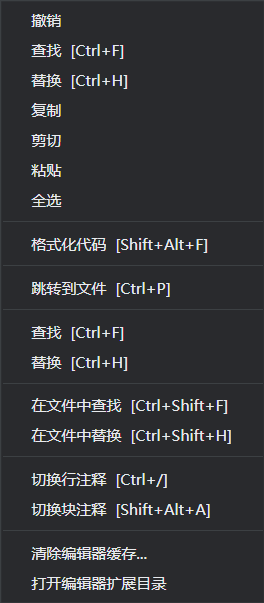 撤销
查找 [Ctrl+F]
替换 [Ctrl+H]
复制
剪切
粘贴
全选
格式化代码 [Shift+Alt+F]
跳转到文件 [Ctrl+P]
查找 [Ctrl+F]
替换 [Ctrl+H]
在文件中查找 [Ctrl+Shift+F]
在文件中替换 [Ctrl+Shift+H]
切换行注释 [Ctrl+/]
切换块注释 [Shift+Alt+A]
清除编辑器缓存...
打开编辑器扩展目录